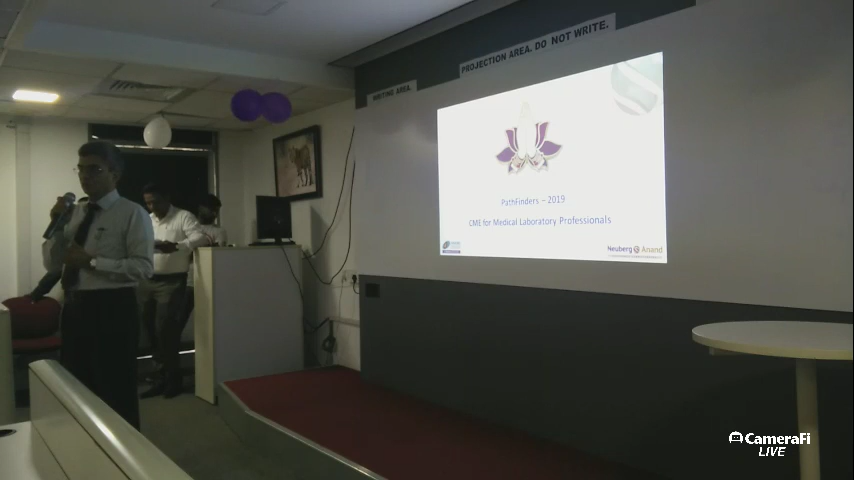 PROJECTION AREA. DO NOT WRITE.
WRITING AREA.
PathFinders – 2019
CME for Medical Laboratory Professionals
Neuberg Anand
CameraFi
LIVE